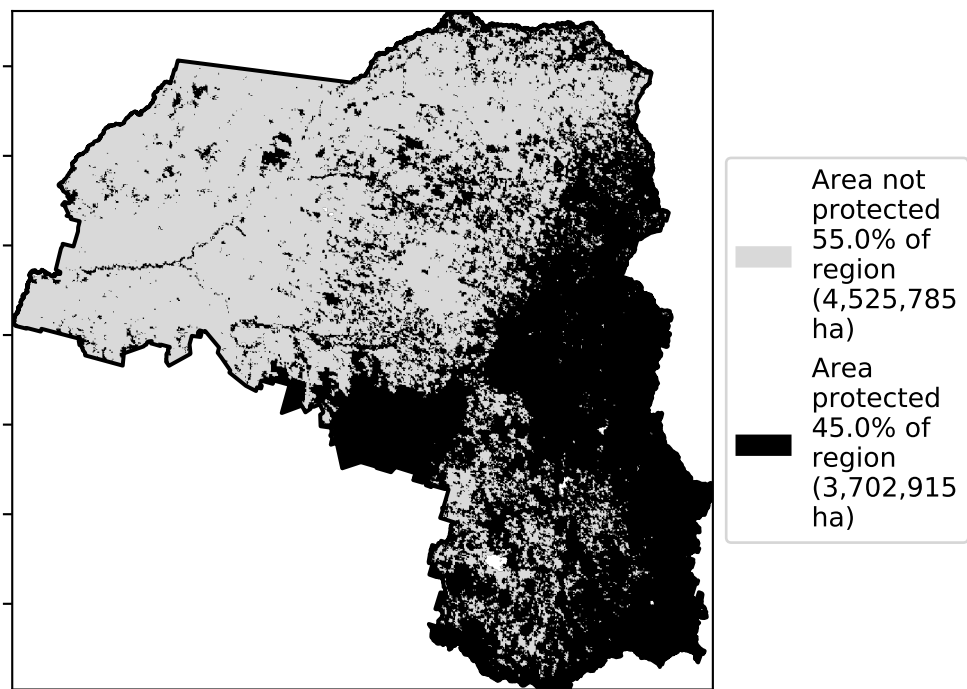 Area not
protected
55.0% of
region
(4,525,785
ha)
Area
protected
45.0% of
region
(3,702,915
ha)